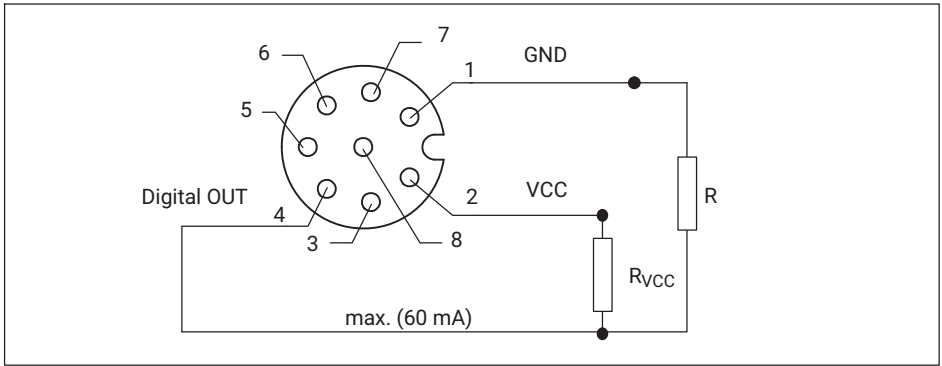 7
6
GND
1
5
Digital OUT
2
VCC
R
4
3
8
RVCC
max. (60 mA)